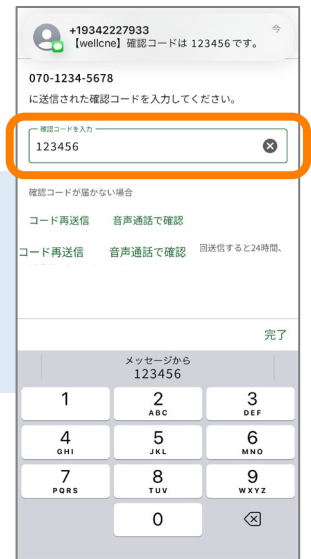 +19342227933
今
【wellcne】確認コードは 123456 です。
070-1234-5678
に送信された確認コードを入力してください。
確認コードを入力
123456
確認コードが届かない場合
コード再送信 音声通話で確認
コード再送信 音声通話で確認 回送信すると24時間、
完了
メッセージから
123456
1 2 3
ABC DEF
4 5 6
GHI JKL MNO
7 8 9
PQRS TUV WXYZ
0